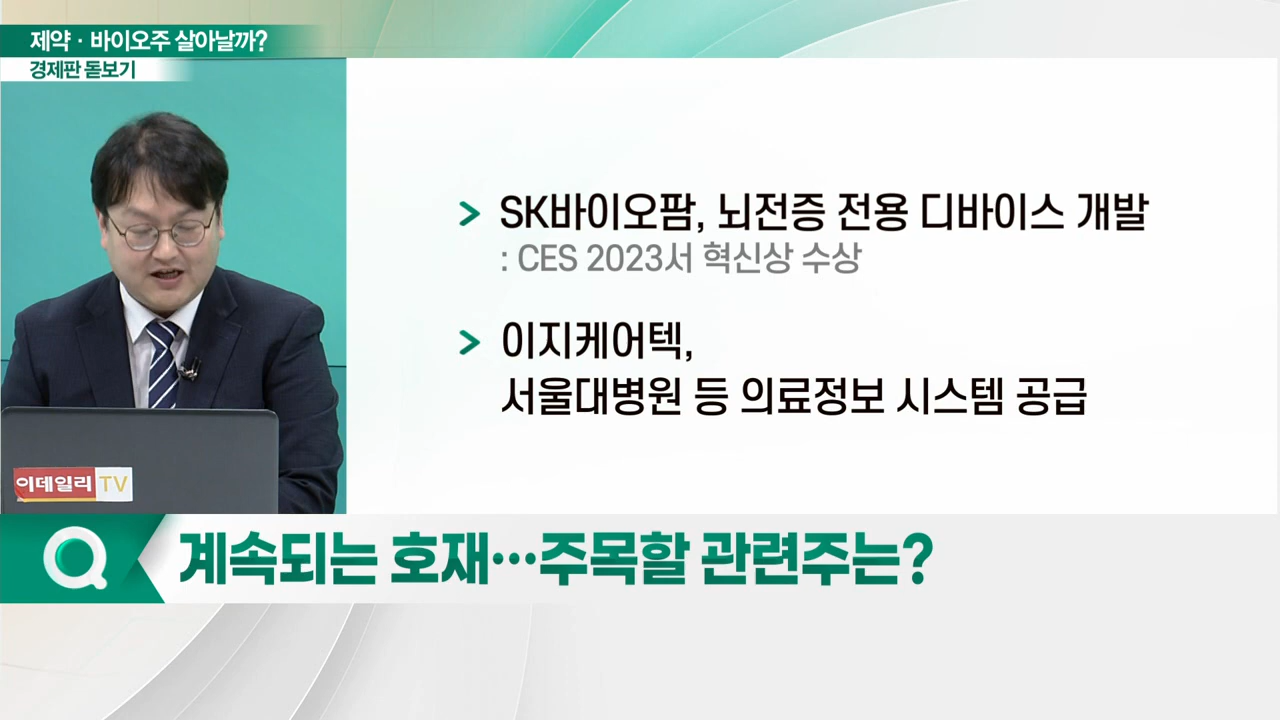 제약·바이오주 살아날까?
경제판 돋보기
> SK바이오팜, 뇌전증 전용 디바이스 개발
: CES 2023서 혁신상 수상
> 이지케어텍,
서울대병원 등 의료정보 시스템 공급
이데일리TV
Q 계속되는 호재…주목할 관련주는?